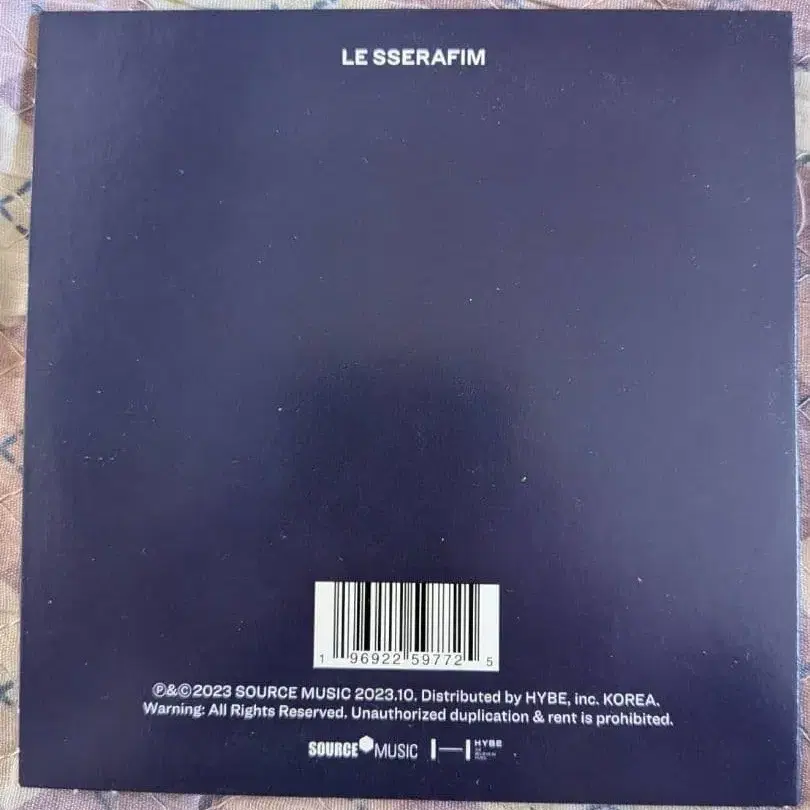 LE SSERAFIM
1 96922 59772 5
Ⓟ&©2023 SOURCE MUSIC 2023.10. Distributed by HYBE, inc. KOREA.
Warning: All Rights Reserved. Unauthorized duplication & rent is prohibited.
SOURCE MUSIC HYBE